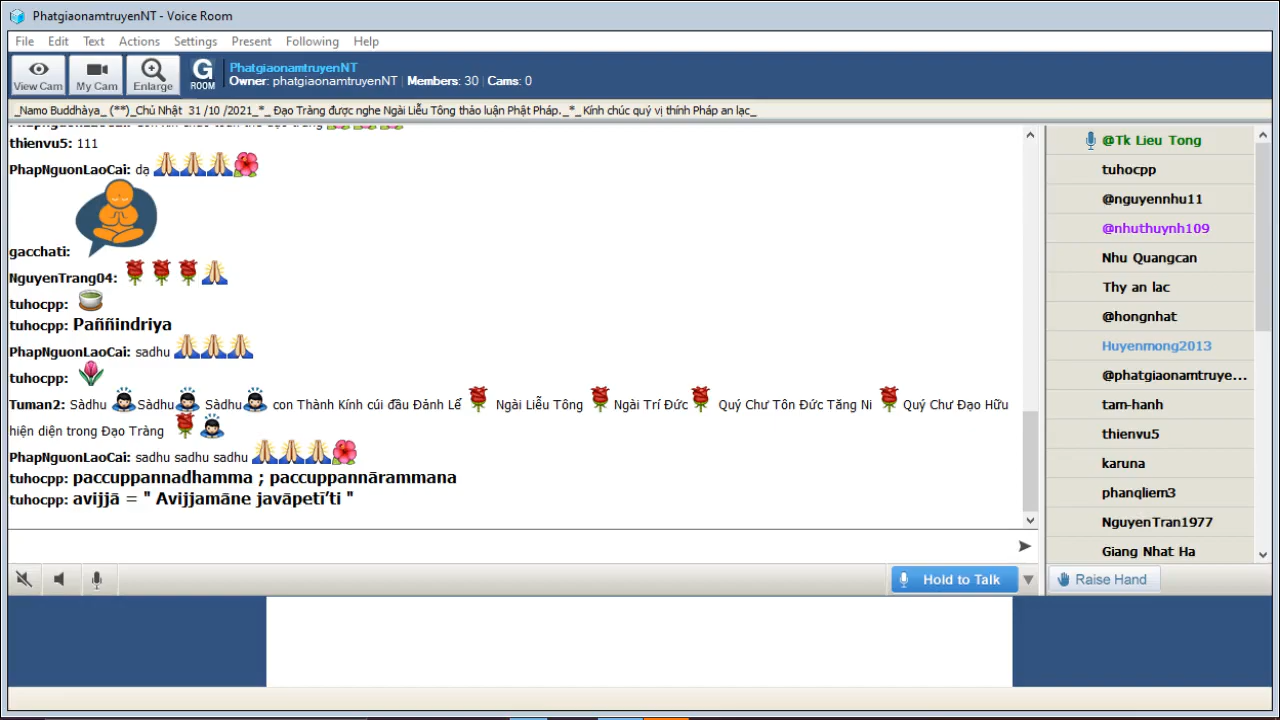 PhatgiaonamtruyenNT - Voice Room
File Edit Text Actions Settings Present Following Help
View Cam
My Cam
Enlarge
G ROOM
PhatgiaonamtruyenNT
Owner: phatgiaonamtruyenNT | Members: 30 | Cams: 0
_Namo Buddhàya_ (**)_Chủ Nhật 31 /10 /2021_*_ Đạo Tràng được nghe Ngài Liễu Tông thảo luận Phật Pháp._*_Kính chúc quý vị thính Pháp an lạc_
thienvu5: 111
PhapNguonLaoCai: dạ
gacchati:
NguyenTrang04:
tuhocpp:
tuhocpp: Paññindriya
PhapNguonLaoCai: sadhu
tuhocpp:
Tuman2: Sàdhu Sàdhu Sàdhu con Thành Kính cúi đầu Đảnh Lế Ngài Liễu Tông Ngài Trí Đức Quý Chư Tôn Đức Tăng Ni Quý Chư Đạo Hữu
hiện diện trong Đạo Tràng
PhapNguonLaoCai: sadhu sadhu sadhu
tuhocpp: paccuppannadhamma ; paccuppannārammana
tuhocpp: avijjā = " Avijjamāne javāpetī’ti "
@Tk Lieu Tong
tuhocpp
@nguyennhu11
@nhuthuynh109
Nhu Quangcan
Thy an lac
@hongnhat
Huyenmong2013
@phatgiaonamtruye...
tam-hanh
thienvu5
karuna
phanqliem3
NguyenTran1977
Giang Nhat Ha
Hold to Talk
Raise Hand